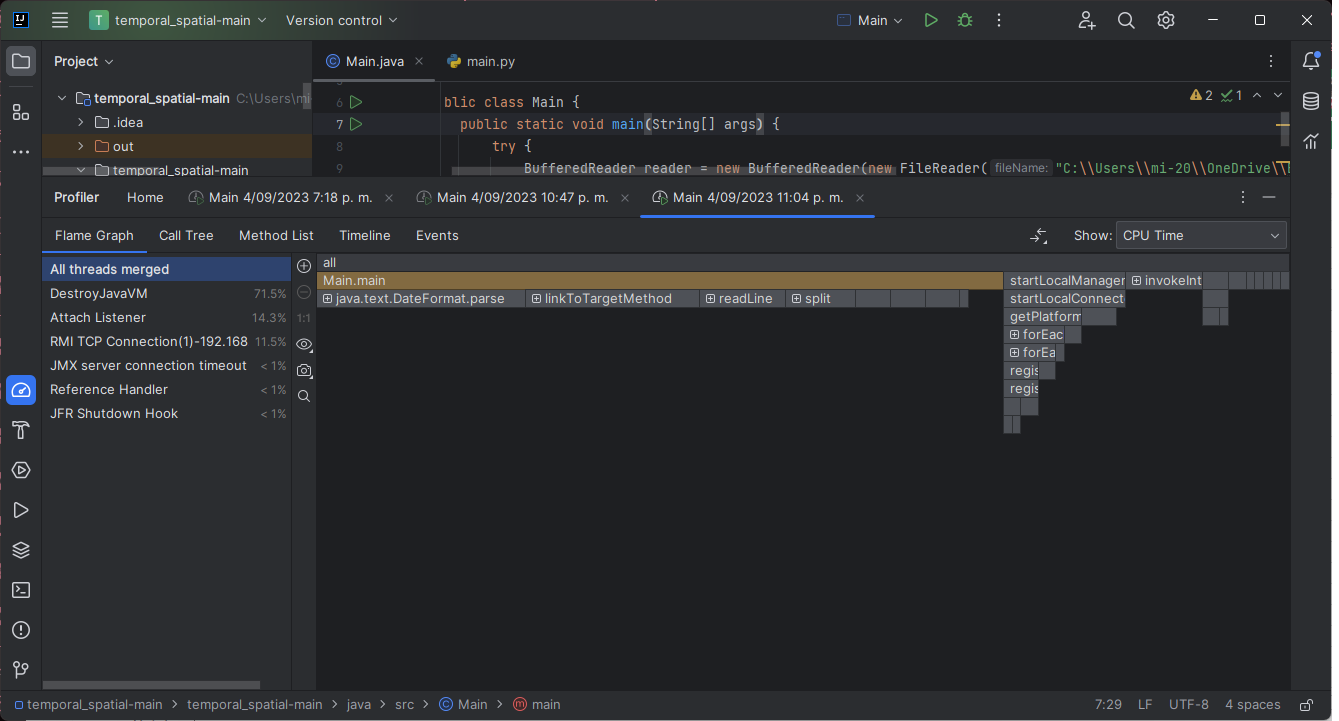 T temporal_spatial-main Version control Main
Project
Main.java main.py
temporal_spatial-main C:\Users\mi
.idea
out
temporal_spatial-main
6 blic class Main {
2 1
7 public static void main(String[] args) {
8 try {
9 BufferedReader reader = new BufferedReader(new FileReader( fileName: "C:\\Users\\mi-20\\OneDrive\\
Profiler Home Main 4/09/2023 7:18 p. m. Main 4/09/2023 10:47 p. m. Main 4/09/2023 11:04 p. m.
Flame Graph Call Tree Method List Timeline Events Show: CPU Time
All threads merged
DestroyJavaVM 71.5%
Attach Listener 14.3%
RMI TCP Connection(1)-192.168 11.5%
JMX server connection timeout < 1%
Reference Handler < 1%
JFR Shutdown Hook < 1%
1:1
all
Main.main startLocalManager invokeInt
java.text.DateFormat.parse linkToTargetMethod readLine split startLocalConnect
getPlatform
forEac
forEa
regis
regis
temporal_spatial-main temporal_spatial-main java src Main main 7:29 LF UTF-8 4 spaces